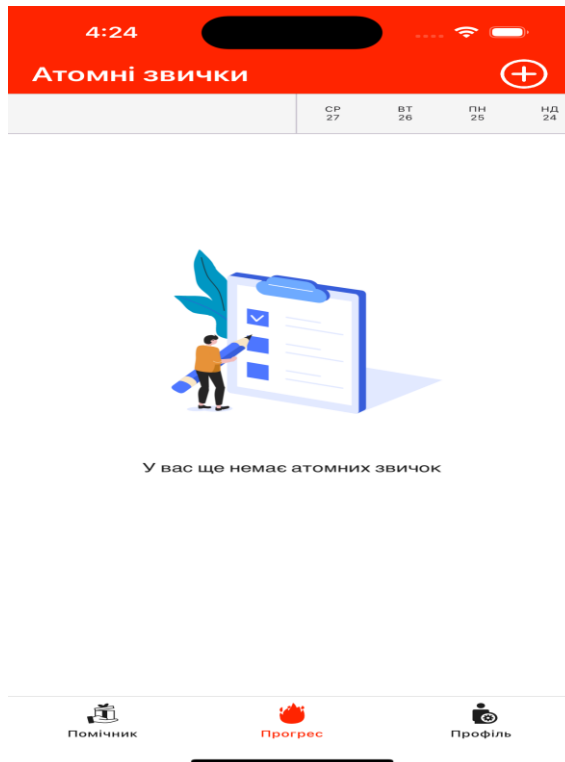 4:24
Атомні звички
СР ВТ ПН НД
27 26 25 24
У вас ще немає атомних звичок
Помічник Прогрес Профіль